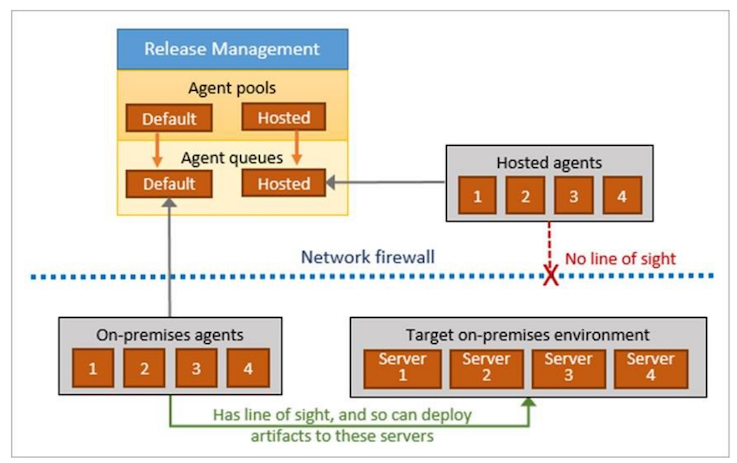 Release Management
Agent pools
Default
Hosted
Agent queues
Default
Hosted
Hosted agents
1
2
3
4
Network firewall
No line of sight
X
On-premises agents
1
2
3
4
Target on-premises environment
Server
1
Server
2
Server
3
Server
4
Has line of sight, and so can deploy
artifacts to these servers